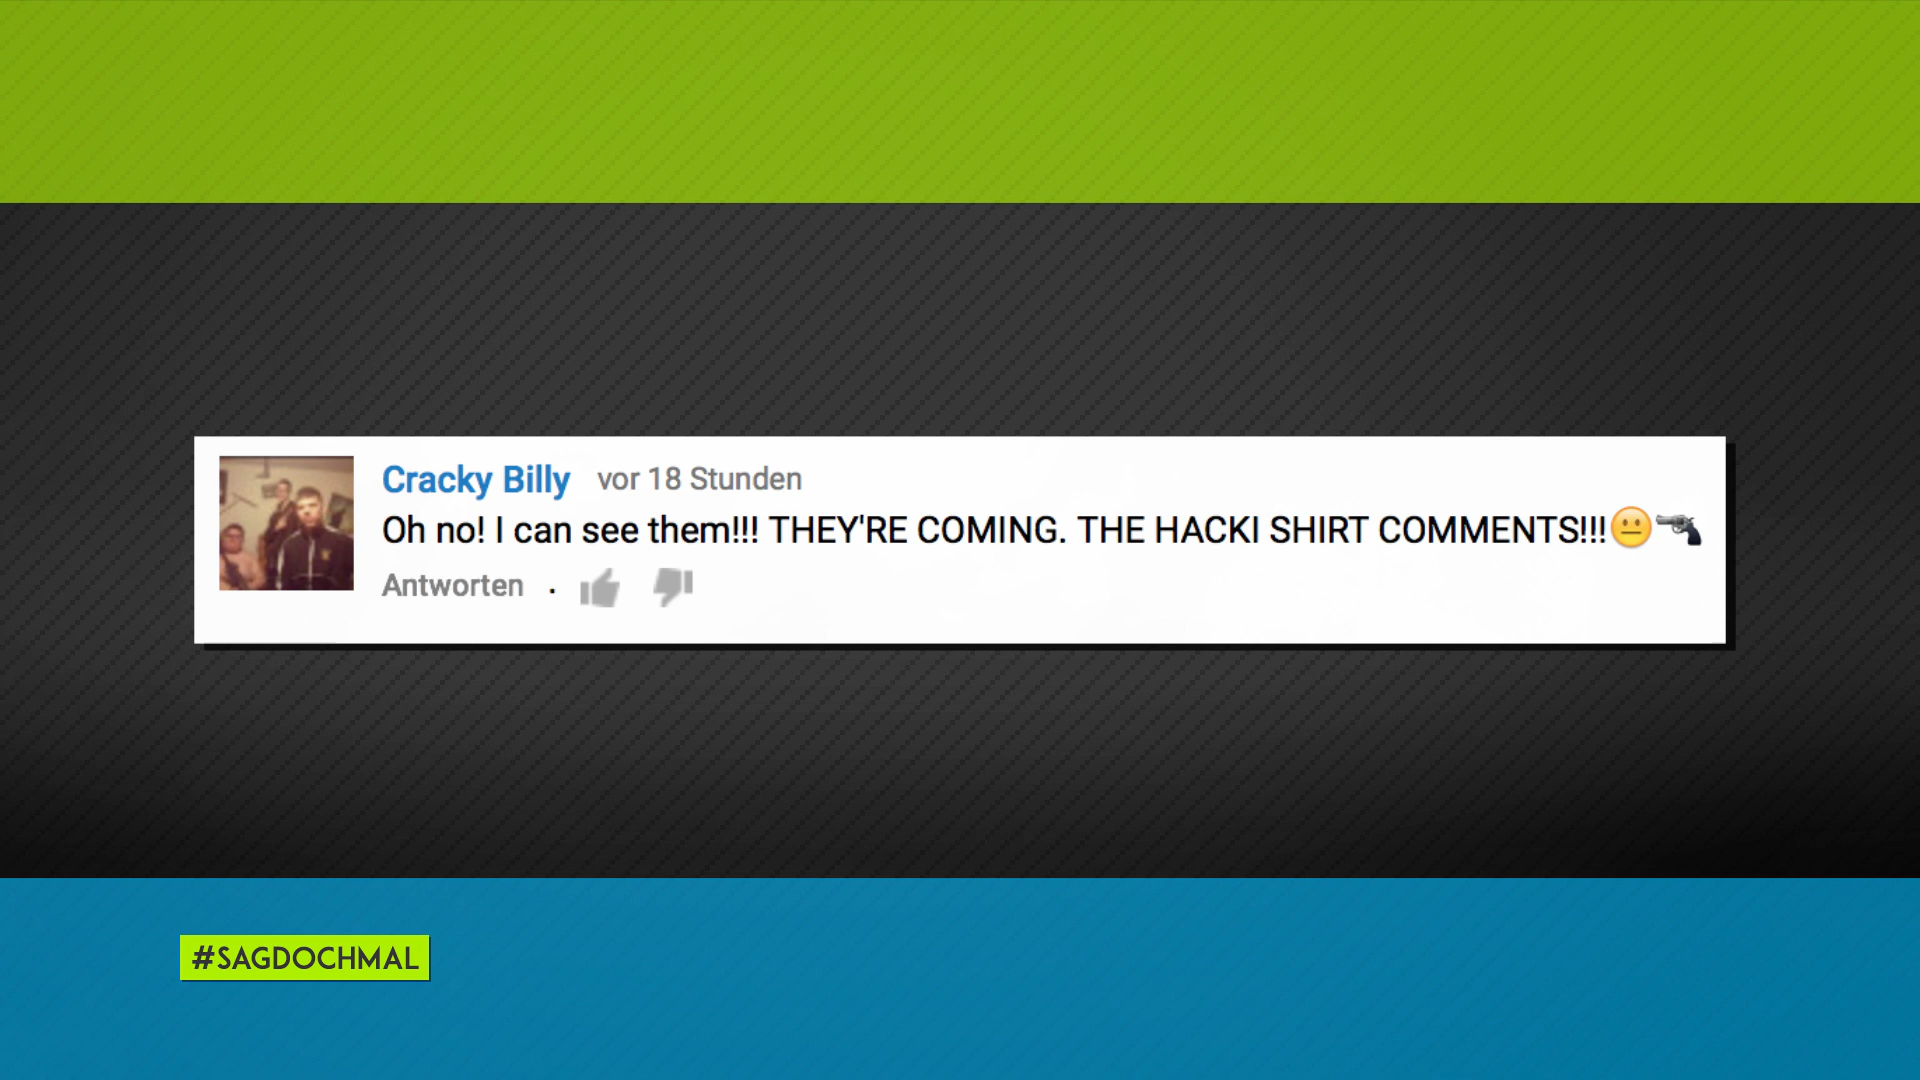 Cracky Billy vor 18 Stunden
Oh no! I can see them!!! THEY'RE COMING. THE HACKI SHIRT COMMENTS!!!😐🔫
Antworten .
#SAGDOCHMAL